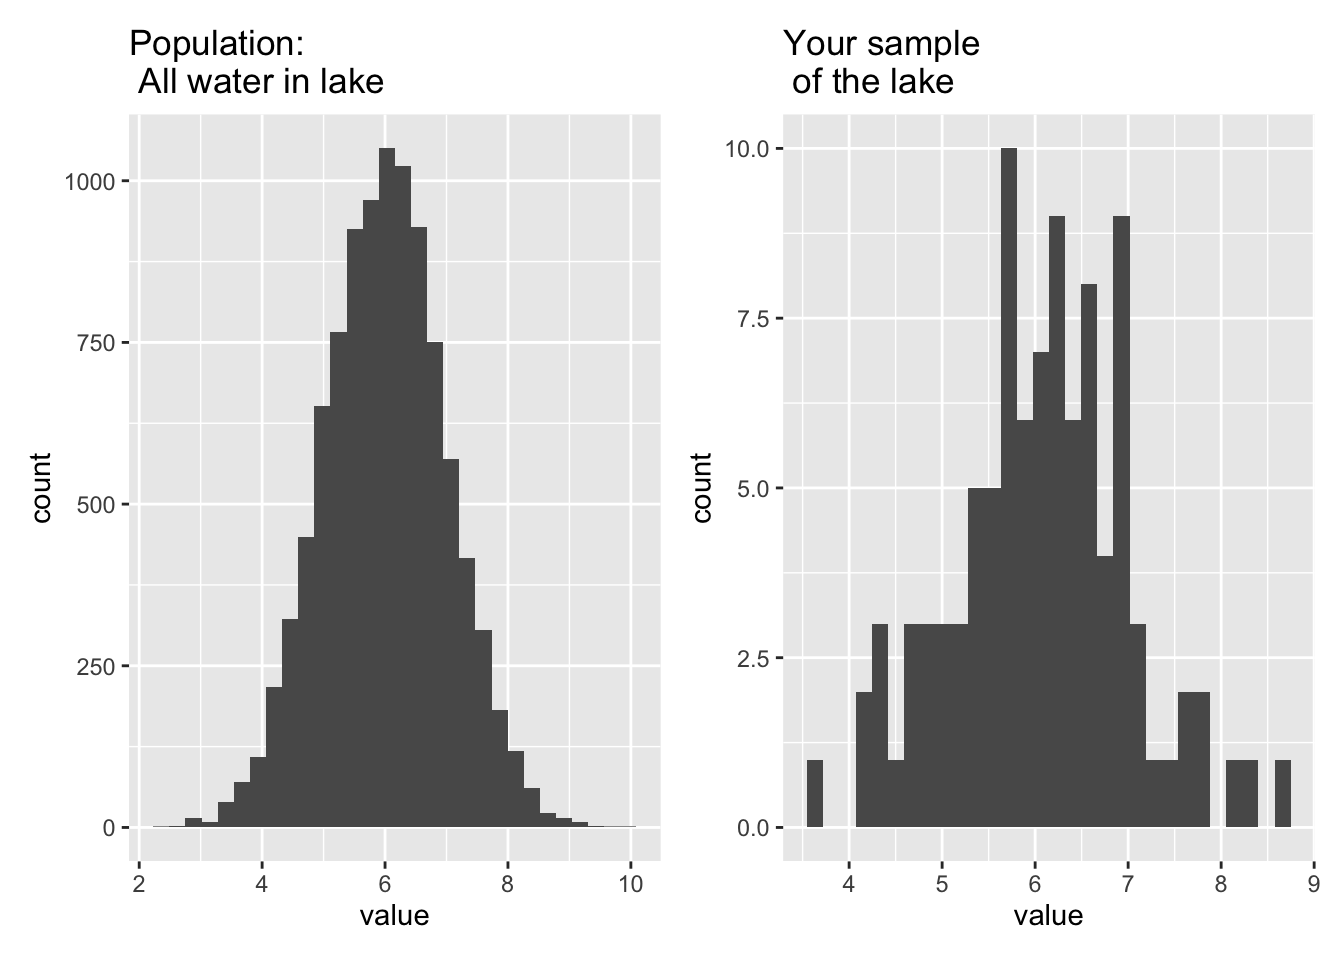 Population:
All water in lake
count
1000
750
500
250
0
2 4 6 8 10
value
Your sample
of the lake
count
10.0
7.5
5.0
2.5
0.0
4 5 6 7 8 9
value